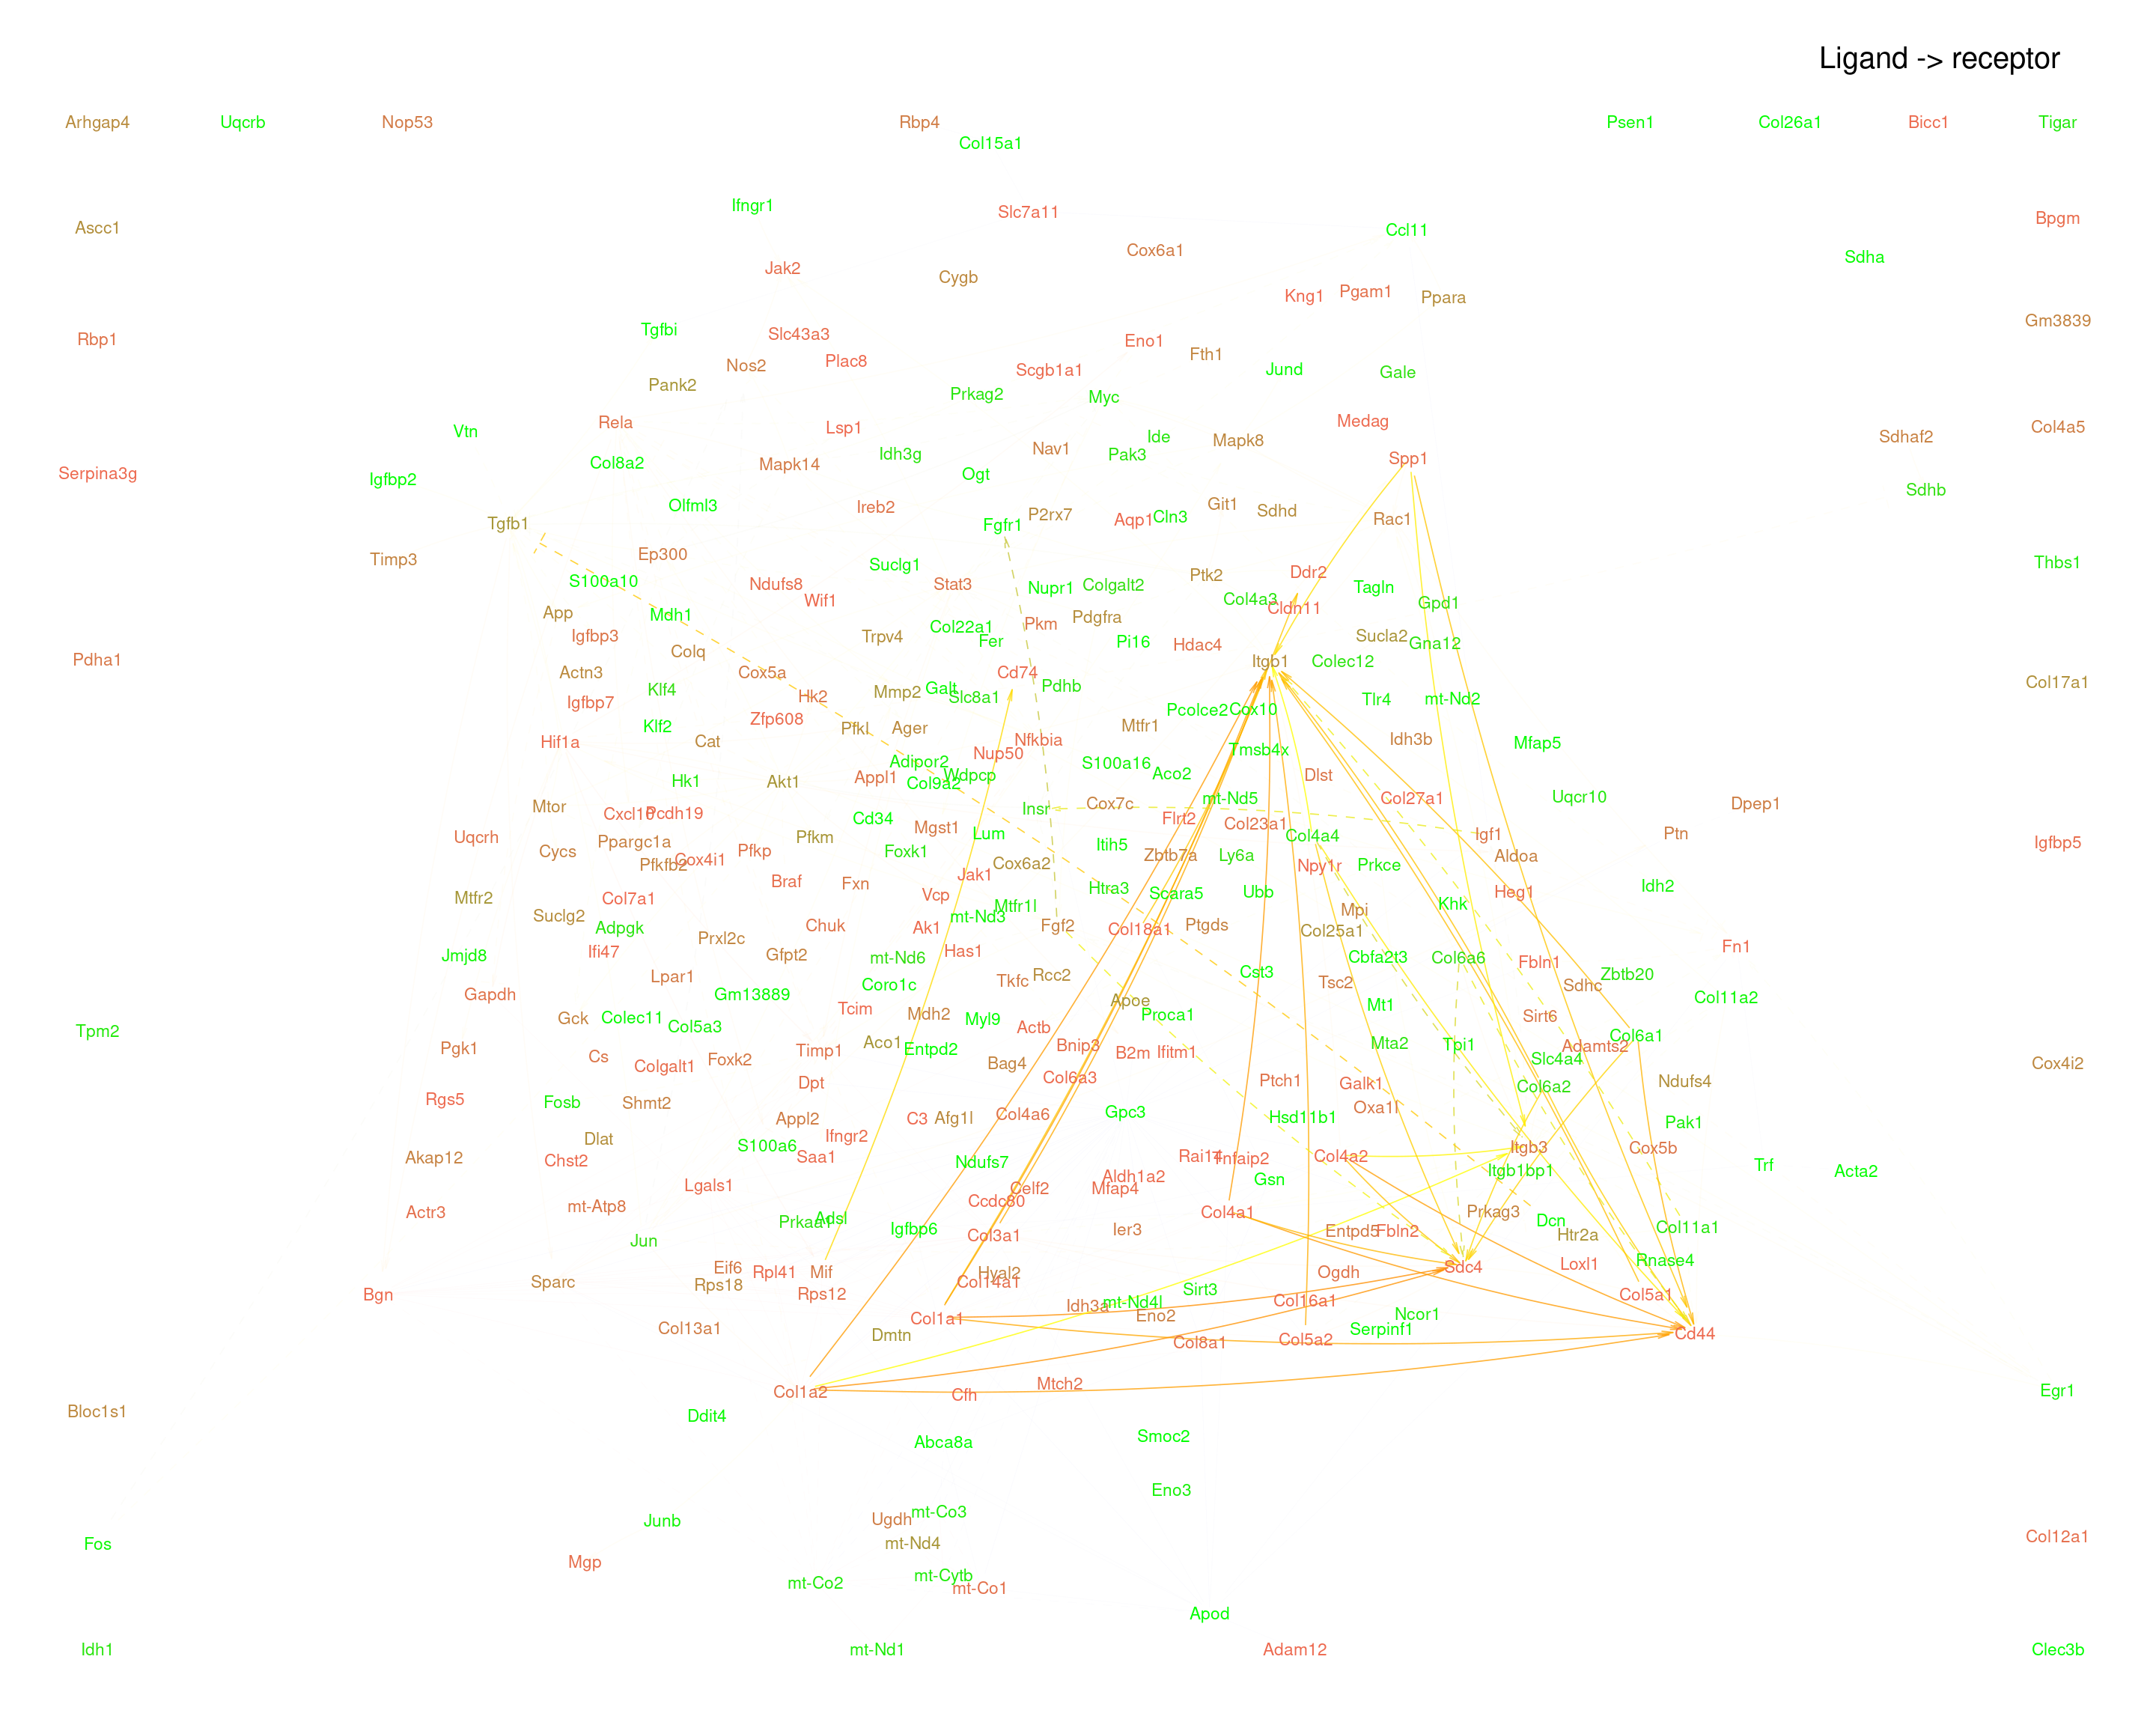 Ligand -> receptor
Arhgap4 Uqcrb Nop53 Rbp4 Psen1 Col26a1 Bicc1 Tigar
Col15a1
Ifngr1 Slc7a11
Ascc1 Ccl11 Bpgm
Cox6a1 Sdha
Jak2 Cygb
Kng1 Pgam1 Ppara
Rbp1 Tgfbi Slc43a3 Eno1 Gm3839
Nos2 Plac8 Scgb1a1 Fth1 Jund Gale
Pank2 Prkag2 Myc
Vtn Rela Lsp1 Ide Mapk8 Medag Sdhaf2 Col4a5
Serpina3g Igfbp2 Col8a2 Mapk14 Idh3g Ogt Nav1 Pak3 Spp1 Sdhb
Tgfb1 Olfml3 Ireb2 Fgfr1 P2rx7 Aqp1 Cln3 Git1 Sdhd Rac1
Timp3 Ep300 Suclg1 Thbs1
S100a10 Ndufs8 Wif1 Stat3 Nupr1 Colgalt2 Ptk2 Ddr2 Tagln
App Mdh1 Col4a3 Cldn11 Gpd1
Igfbp3 Trpv4 Col22a1 Fer Pkm Pdgfra Pi16 Hdac4 Sucla2 Gna12
Pdha1 Actn3 Colq Cox5a Cd74 Itgb1 Colec12
Igfbp7 Klf4 Hk2 Mmp2 Galt Slc8a1 Pdhb Tlr4 mt-Nd2 Col17a1
Klf2 Zfp608 Pfkl Ager Mtfr1 Pcolce2 Cox10
Hif1a Cat Nup50 Nfkbia Tmsb4x Idh3b Mfap5
Hk1 Akt1 Appl1 Adipor2 Col9a2 Wdpcp S100a16 Aco2 Dlst
Mtor Cxcl16 Pcdh19 Cd34 Insr Cox7c mt-Nd5 Col27a1 Uqcr10 Dpep1
Uqcrh Ppargc1a Pfkm Mgst1 Lum Flrt2 Col23a1 Col4a4 Igf1 Ptn Igfbp5
Cycs Pfkfb2 Cox4i1 Pfkp Foxk1 Cox6a2 Itih5 Zbtb7a Ly6a Npy1r Prkce Aldoa
Mtfr2 Col7a1 Braf Fxn Vcp Jak1 Htra3 Scara5 Ubb Heg1 Idh2
Suclg2 Adpgk Chuk Ak1 mt-Nd3 Mtfr1l Fgf2 Col18a1 Ptgds Mpi Col25a1 Khk
Jmjd8 Ifi47 Prxl2c Gfpt2 mt-Nd6 Has1 Cbfa2t3 Col6a6 Fbln1 Fn1
Gapdh Lpar1 Gm13889 Coro1c Tkfc Rcc2 Cst3 Tsc2 Sdhc Zbtb20 Col11a2
Tpm2 Gck Colec11 Col5a3 Tcim Mdh2 Myl9 Actb Apoe Proca1 Mt1 Sirt6 Col6a1
Pgk1 Cs Colgalt1 Foxk2 Timp1 Aco1 Entpd2 Bag4 Bnip3 B2m Ifitm1 Mta2 Tpi1 Adamts2 Slc4a4 Cox4i2
Rgs5 Fosb Shmt2 Dpt Col6a3 Ptch1 Galk1 Col6a2 Ndufs4
Dlat Appl2 C3 Afg1l Col4a6 Gpc3 Hsd11b1 Oxa1l Pak1
Akap12 Chst2 S100a6 Ifngr2 Saa1 Ndufs7 Rai14 Tnfaip2 Col4a2 Itgb3 Itgb1bp1 Cox5b Trf Acta2
Actr3 mt-Atp8 Lgals1 Ccdc80 Celf2 Aldh1a2 Mfap4 Gsn Col4a1 Prkag3
Jun Prkaa1 Adsl Igfbp6 Col3a1 Ier3 Entpd5 Fbln2 Dcn Htr2a Col11a1
Bgn Sparc Eif6 Rps18 Rpl41 Mif Rps12 Hyal2 Col14a1 Sirt3 Ogdh Sdc4 Loxl1 Rnase4 Col5a1
Col13a1 Dmtn Col1a1 Idh3a mt-Nd4l Eno2 Col8a1 Col16a1 Col5a2 Serpinf1 Ncor1 Cd44
Bloc1s1 Ddit4 Col1a2 Cfh Mtch2 Egr1
Abca8a Smoc2
Fos Junb Ugdh mt-Co3 Eno3 Col12a1
Mgp mt-Co2 mt-Nd4 mt-Cytb mt-Co1 Apod
Idh1 mt-Nd1 Adam12 Clec3b